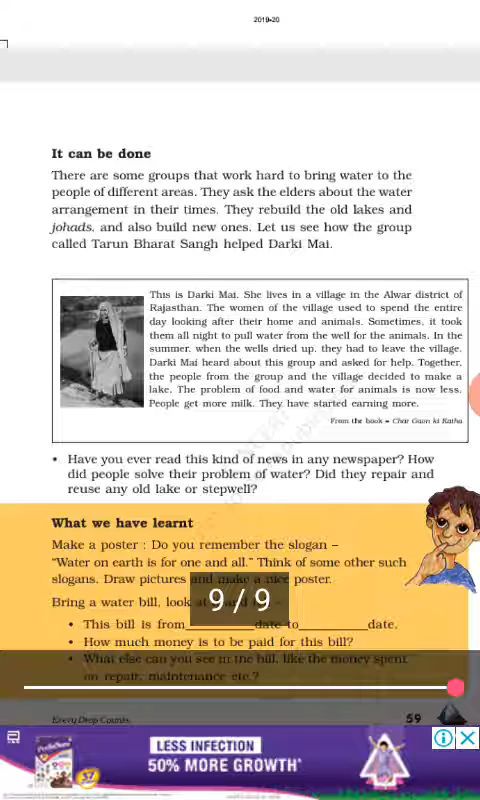 2019-20
It can be done
There are some groups that work hard to bring water to the
people of different areas. They ask the elders about the water
arrangement in their times. They rebuild the old lakes and
johads, and also build new ones. Let us see how the group
called Tarun Bharat Sangh helped Darki Mai.
This is Darki Mai. She lives in a village in the Alwar district of
Rajasthan. The women of the village used to spend the entire
day looking after their home and animals. Sometimes, it took
them all night to pull water from the well for the animals. In the
summer, when the wells dried up, they had to leave the village.
Darki Mai heard about this group and asked for help. Together,
the people from the group and the village decided to make a
lake. The problem of food and water for animals is now less.
People get more milk. They have started earning more.
From the book – Char Gaon ki Katha
• Have you ever read this kind of news in any newspaper? How
did people solve their problem of water? Did they repair and
reuse any old lake or stepwell?
What we have learnt
Make a poster : Do you remember the slogan –
“Water on earth is for one and all.” Think of some other such
slogans. Draw pictures and make a nice poster.
Bring a water bill, look at
9 / 9
• This bill is from__________date to__________date.
• How much money is to be paid for this bill?
• What else can you see in the bill, like the money spent
on repair, maintenance etc.?
Every Drop Counts
59
LESS INFECTION
50% MORE GROWTH*
PediaSure